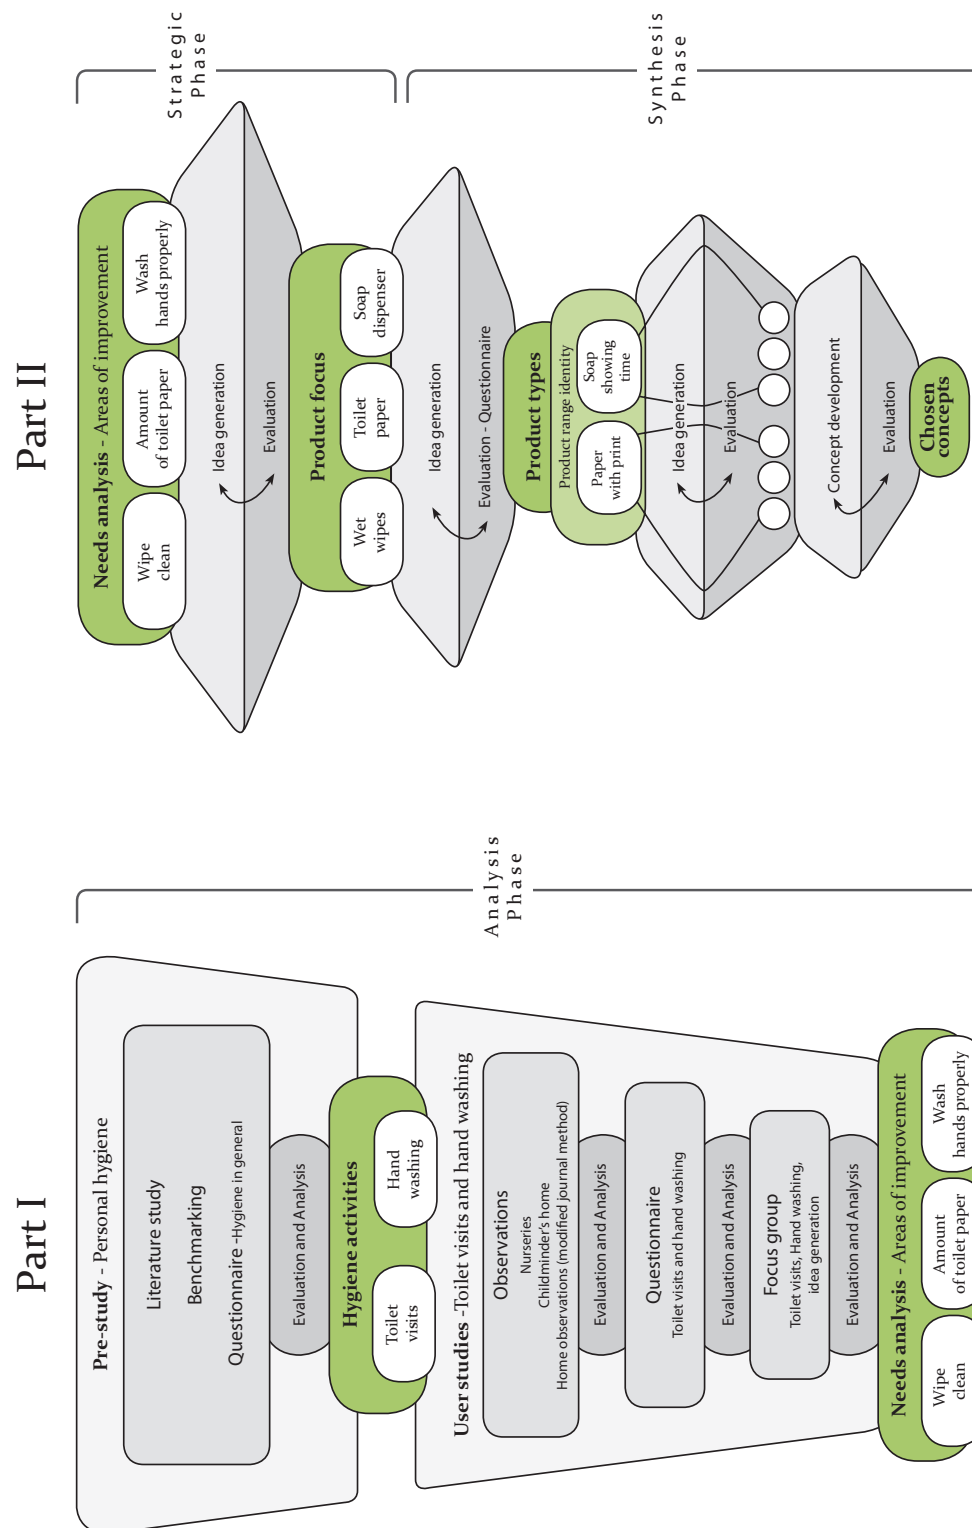 Part I
Pre-study - Personal hygiene
Literature study
Benchmarking
Questionnaire -Hygiene in general
Evaluation and Analysis
Hygiene activities
Toilet
visits
Hand
washing
User studies -Toilet visits and hand washing
Observations
Nurseries
Childminder's home
Home observations (modified journal method)
Evaluation and Analysis
Questionnaire
Toilet visits and hand washing
Evaluation and Analysis
Focus group
Toilet visits, Hand washing,
idea generation
Evaluation and Analysis
Needs analysis - Areas of improvement
Wipe
clean
Amount
of toilet paper
Wash
hands properly
Analysis
Phase
Part II
Needs analysis - Areas of improvement
Wipe
clean
Amount
of toilet paper
Wash
hands properly
Idea generation
Evaluation
Product focus
Wet
wipes
Toilet
paper
Soap
dispenser
Strategic
Phase
Idea generation
Evaluation - Questionnaire
Product types
Product range identity
Paper
with print
Soap
showing
time
Idea generation
Evaluation
Concept development
Evaluation
Chosen
concepts
Synthesis
Phase